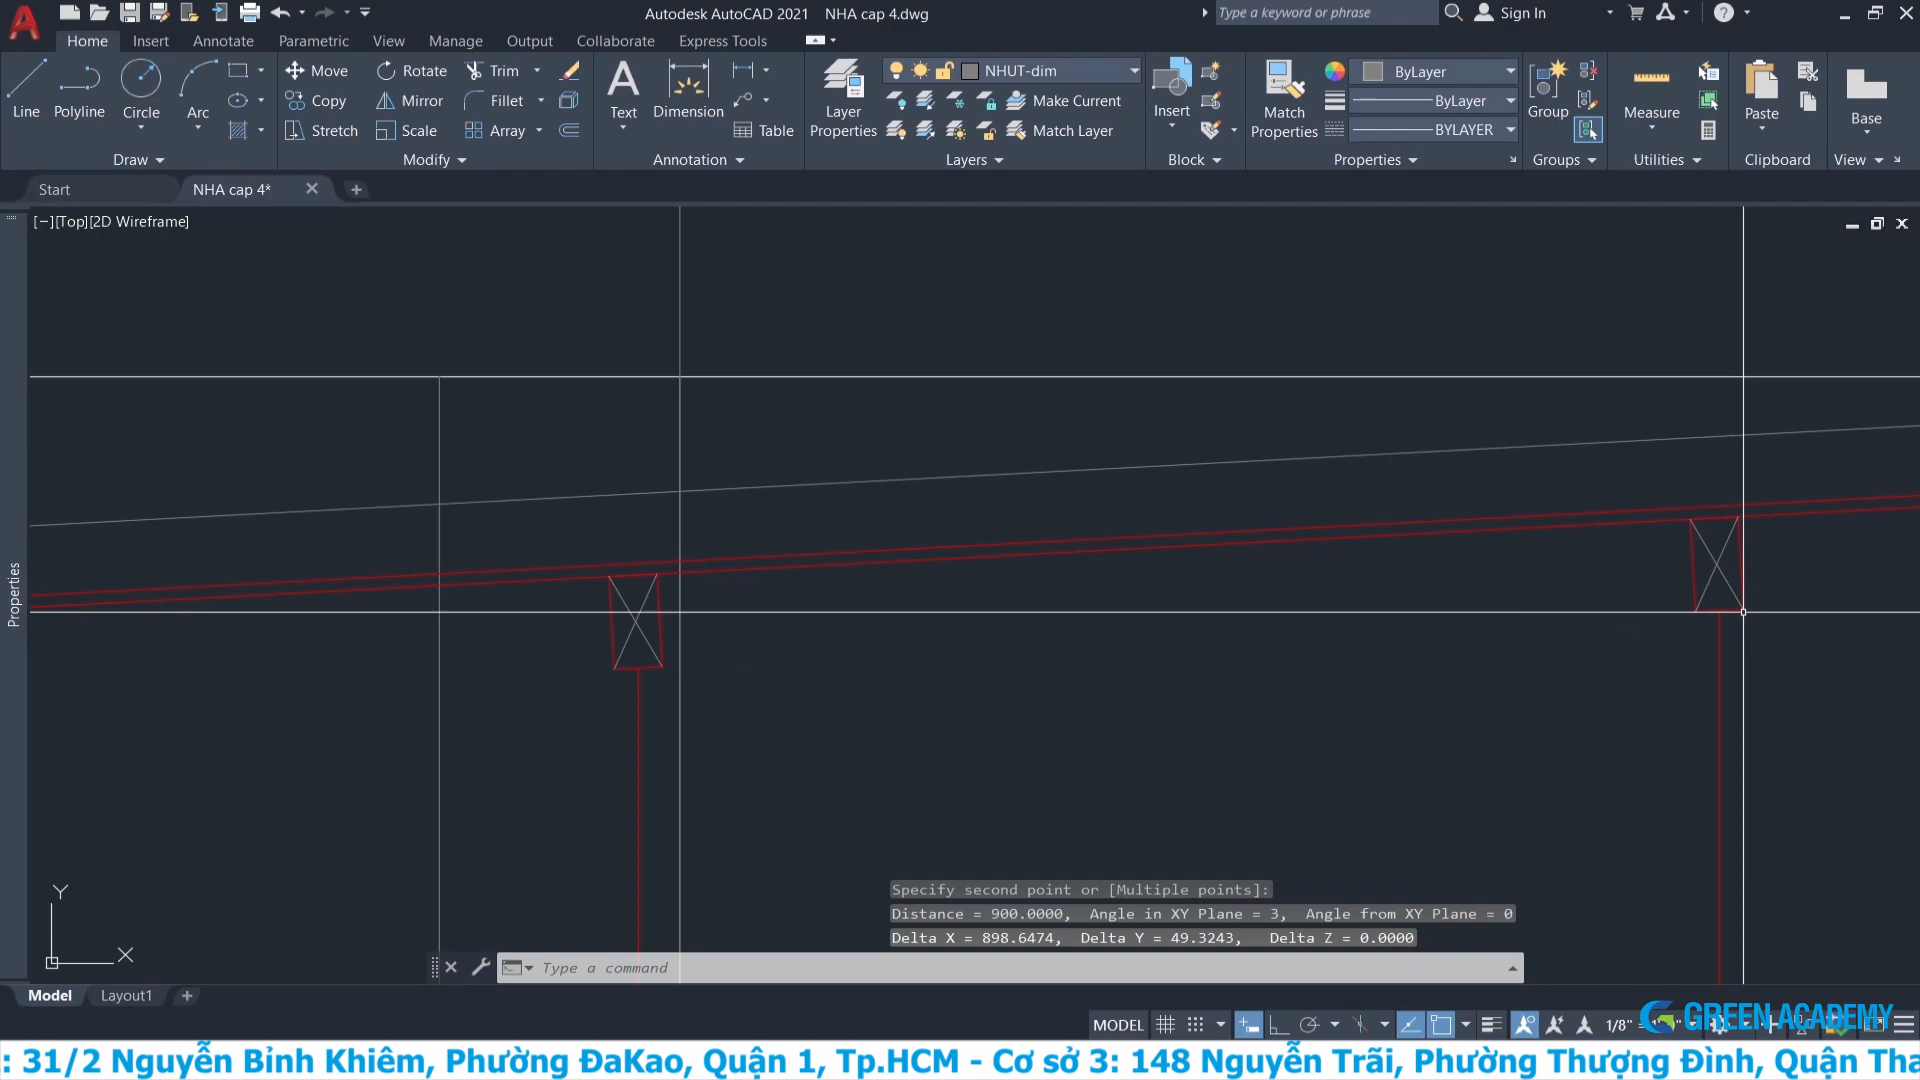 Autodesk AutoCAD 2021 NHA cap 4.dwg
Type a keyword or phrase
Sign In
Home Insert Annotate Parametric View Manage Output Collaborate Express Tools
Line Polyline Circle Arc
Move Rotate Trim
Copy Mirror Fillet
Stretch Scale Array
Text Dimension Table
Layer Properties
NHUT-dim
Make Current
Match Layer
Insert
Match Properties
ByLayer
ByLayer
BYLAYER
Group
Measure
Paste
Base
Draw Modify Annotation Layers Block Properties Groups Utilities Clipboard View
Start NHA cap 4*
[−][Top][2D Wireframe]
Properties
Y
X
Specify second point or [Multiple points]:
Distance = 900.0000, Angle in XY Plane = 3, Angle from XY Plane = 0
Delta X = 898.6474, Delta Y = 49.3243, Delta Z = 0.0000
Type a command
Model Layout1
MODEL
1/8" =
GREEN ACADEMY
: 31/2 Nguyễn Bỉnh Khiêm, Phường ĐaKao, Quận 1, Tp.HCM - Cơ sở 3: 148 Nguyễn Trãi, Phường Thượng Đình, Quận Tha